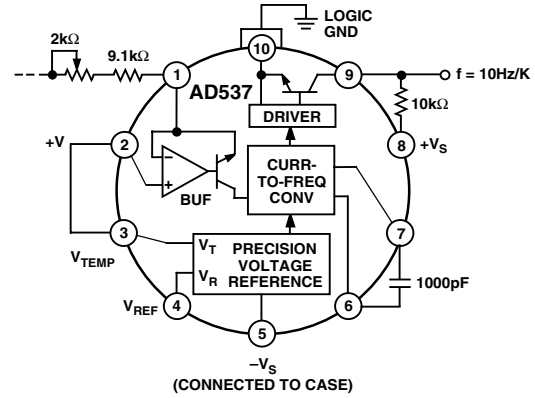 LOGIC
GND
2kΩ
9.1kΩ
10
1
AD537
9
f = 10Hz/K
DRIVER
10kΩ
+V
2
8
+VS
–
+
BUF
CURR-
TO-FREQ
CONV
3
VTEMP
VT
VR
PRECISION
VOLTAGE
REFERENCE
7
1000pF
VREF
4
6
5
–VS
(CONNECTED TO CASE)